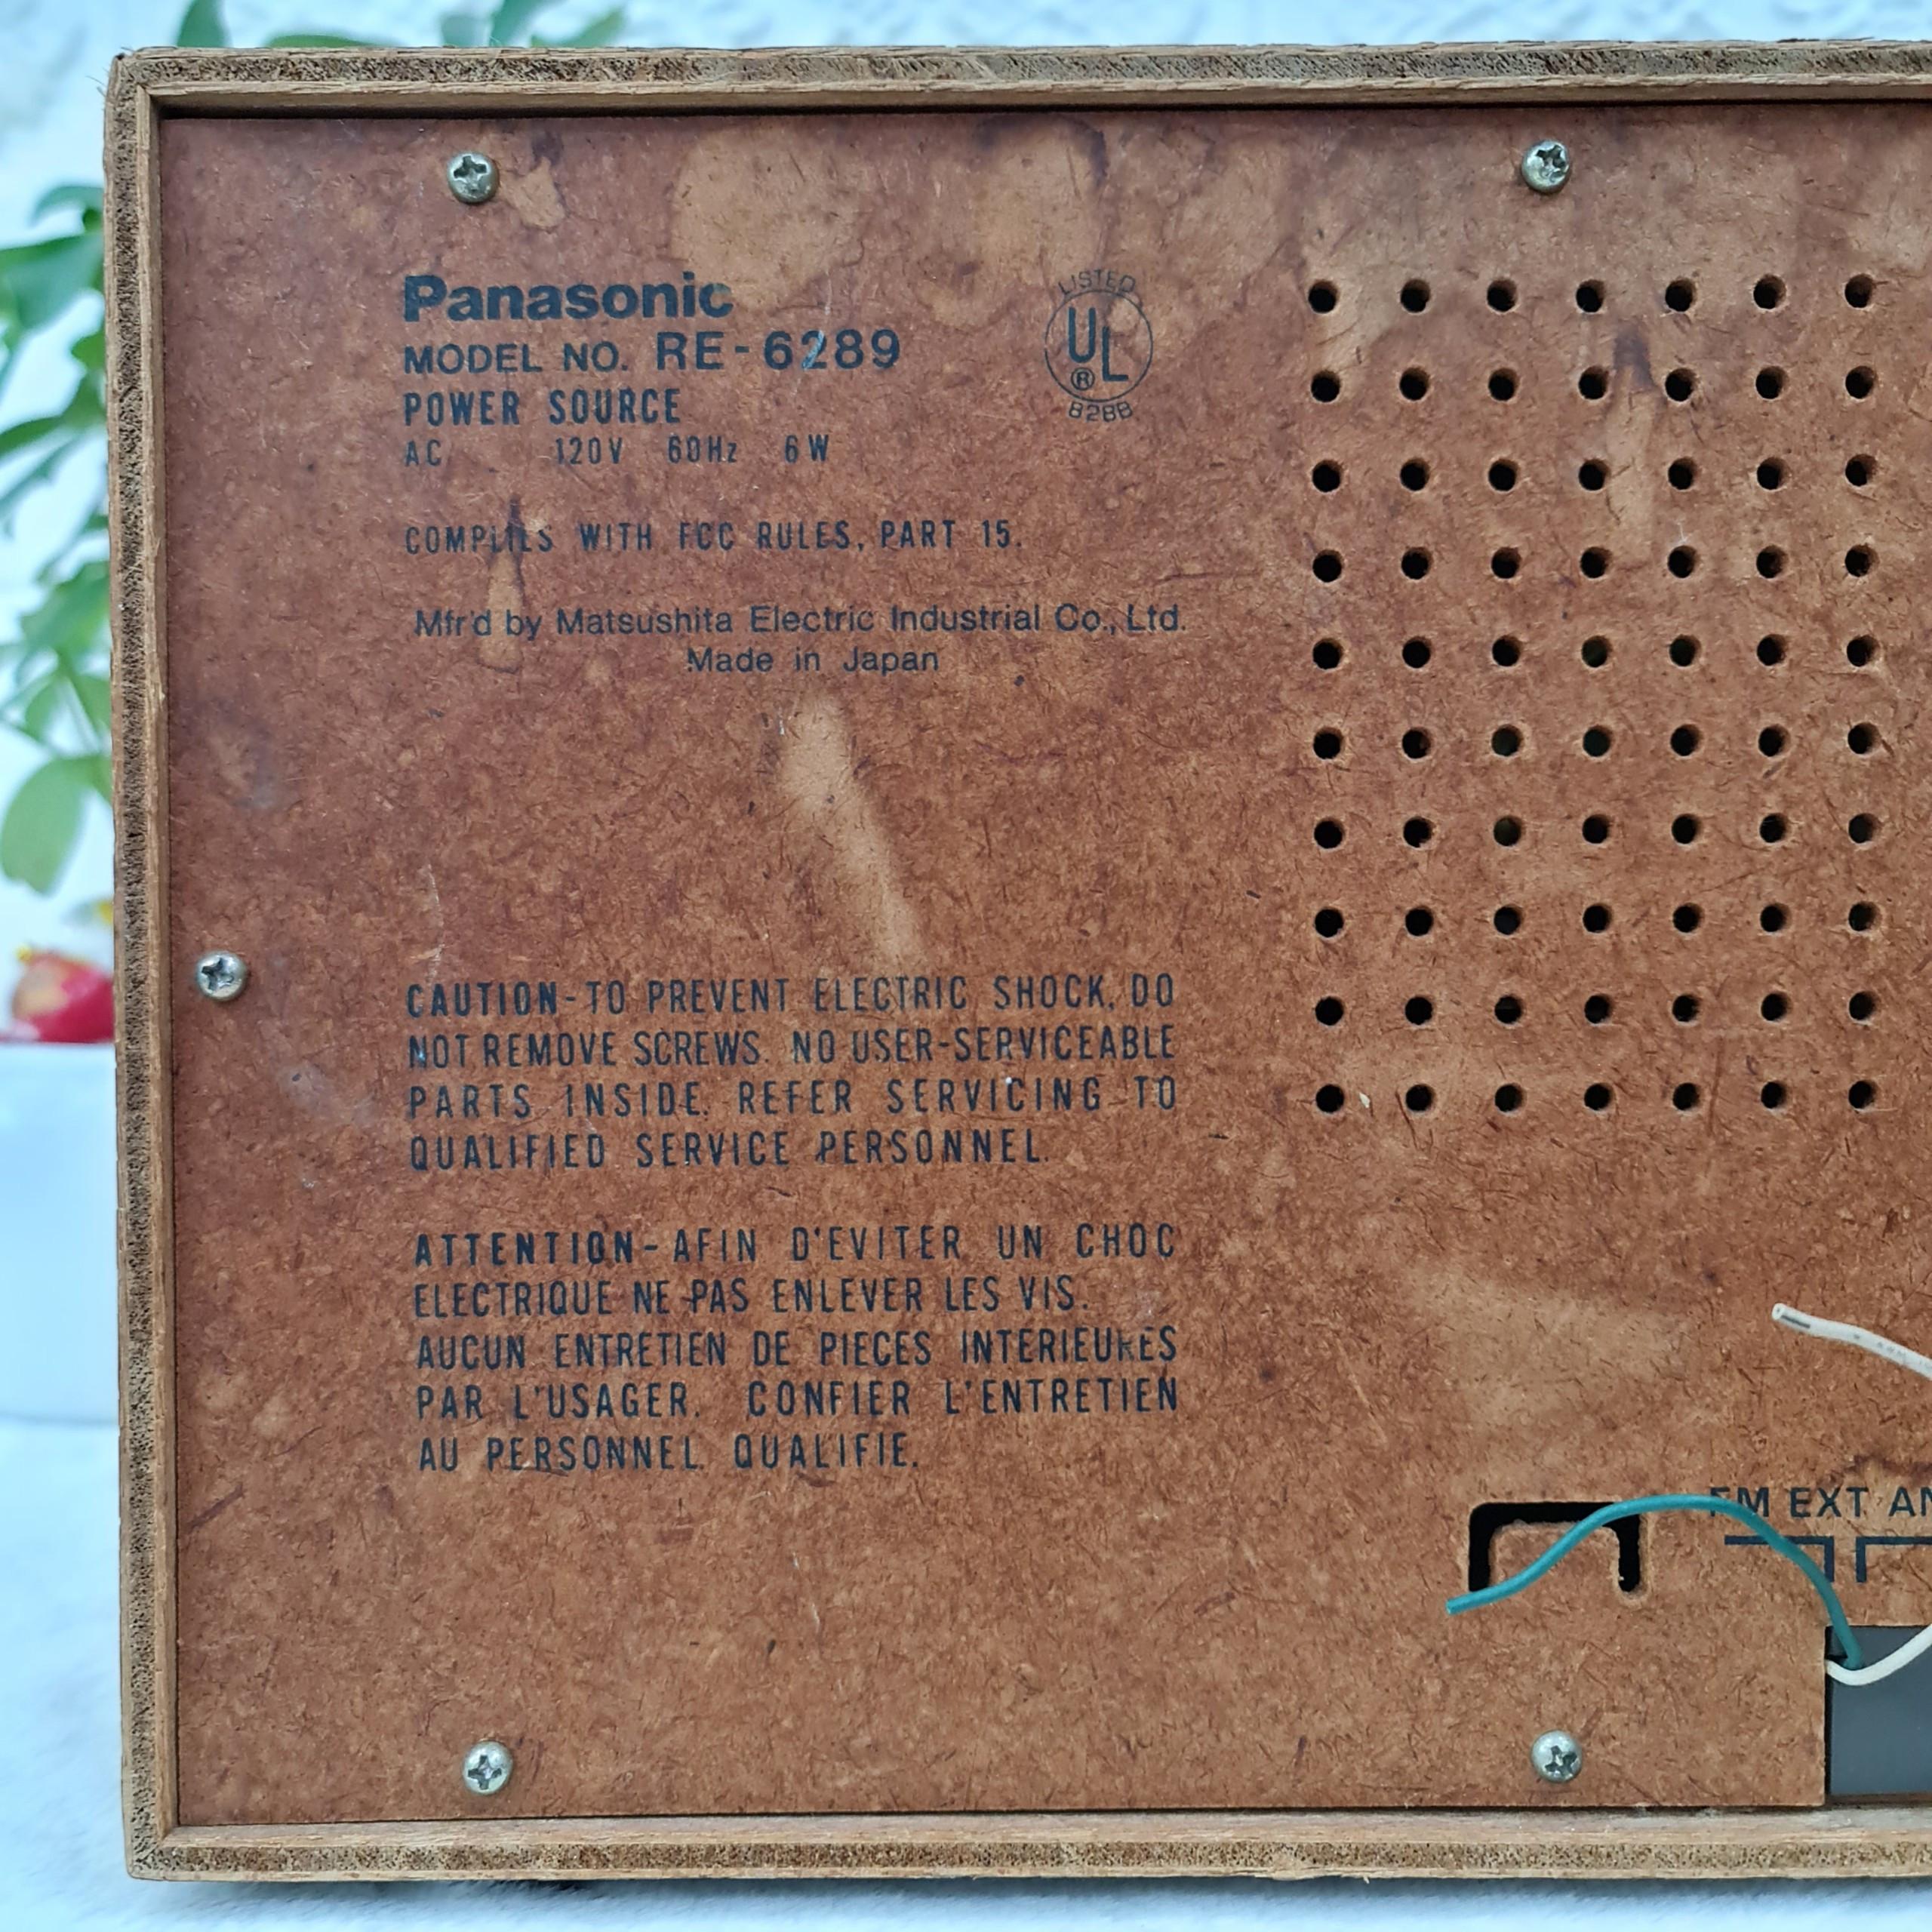 Panasonic
MODEL NO. RE-6289
POWER SOURCE
AC 120V 60Hz 6W
LISTED
UL
®
82BB
COMPLIES WITH FCC RULES, PART 15.
Mfr'd by Matsushita Electric Industrial Co., Ltd.
Made in Japan
CAUTION-TO PREVENT ELECTRIC SHOCK, DO
NOT REMOVE SCREWS. NO USER-SERVICEABLE
PARTS INSIDE. REFER SERVICING TO
QUALIFIED SERVICE PERSONNEL.
ATTENTION-AFIN D'EVITER UN CHOC
ELECTRIQUE NE PAS ENLEVER LES VIS.
AUCUN ENTRETIEN DE PIECES INTERIEURES
PAR L'USAGER. CONFIER L'ENTRETIEN
AU PERSONNEL QUALIFIE.
FM EXT AN